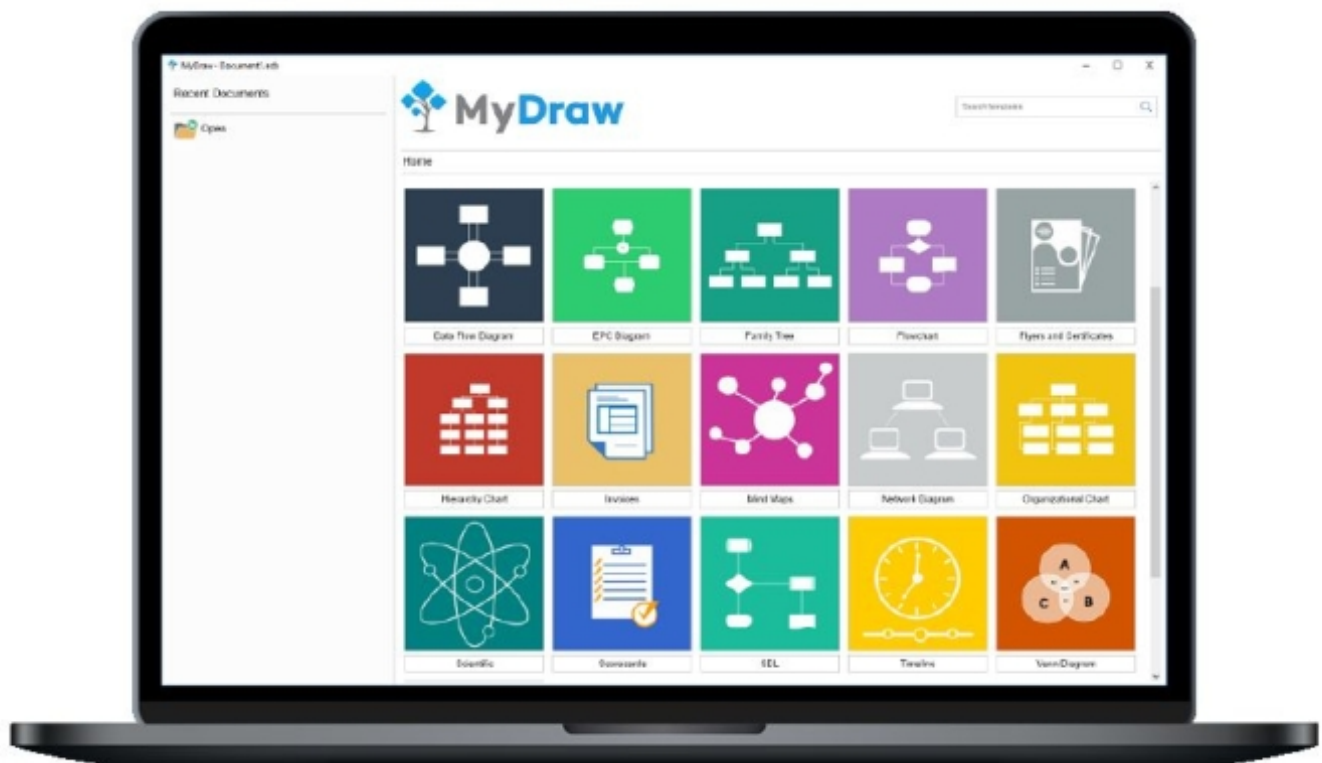 MyDraw - Document1.ndx
Recent Documents
Open
MyDraw
Search templates
Home
Data Flow Diagram
EPC Diagram
Family Tree
Flowchart
Flyers and Certificates
Hierarchy Chart
Invoices
Mind Maps
Network Diagram
Organizational Chart
A
C B
Scientific
Scorecards
SDL
Timeline
Venn Diagram